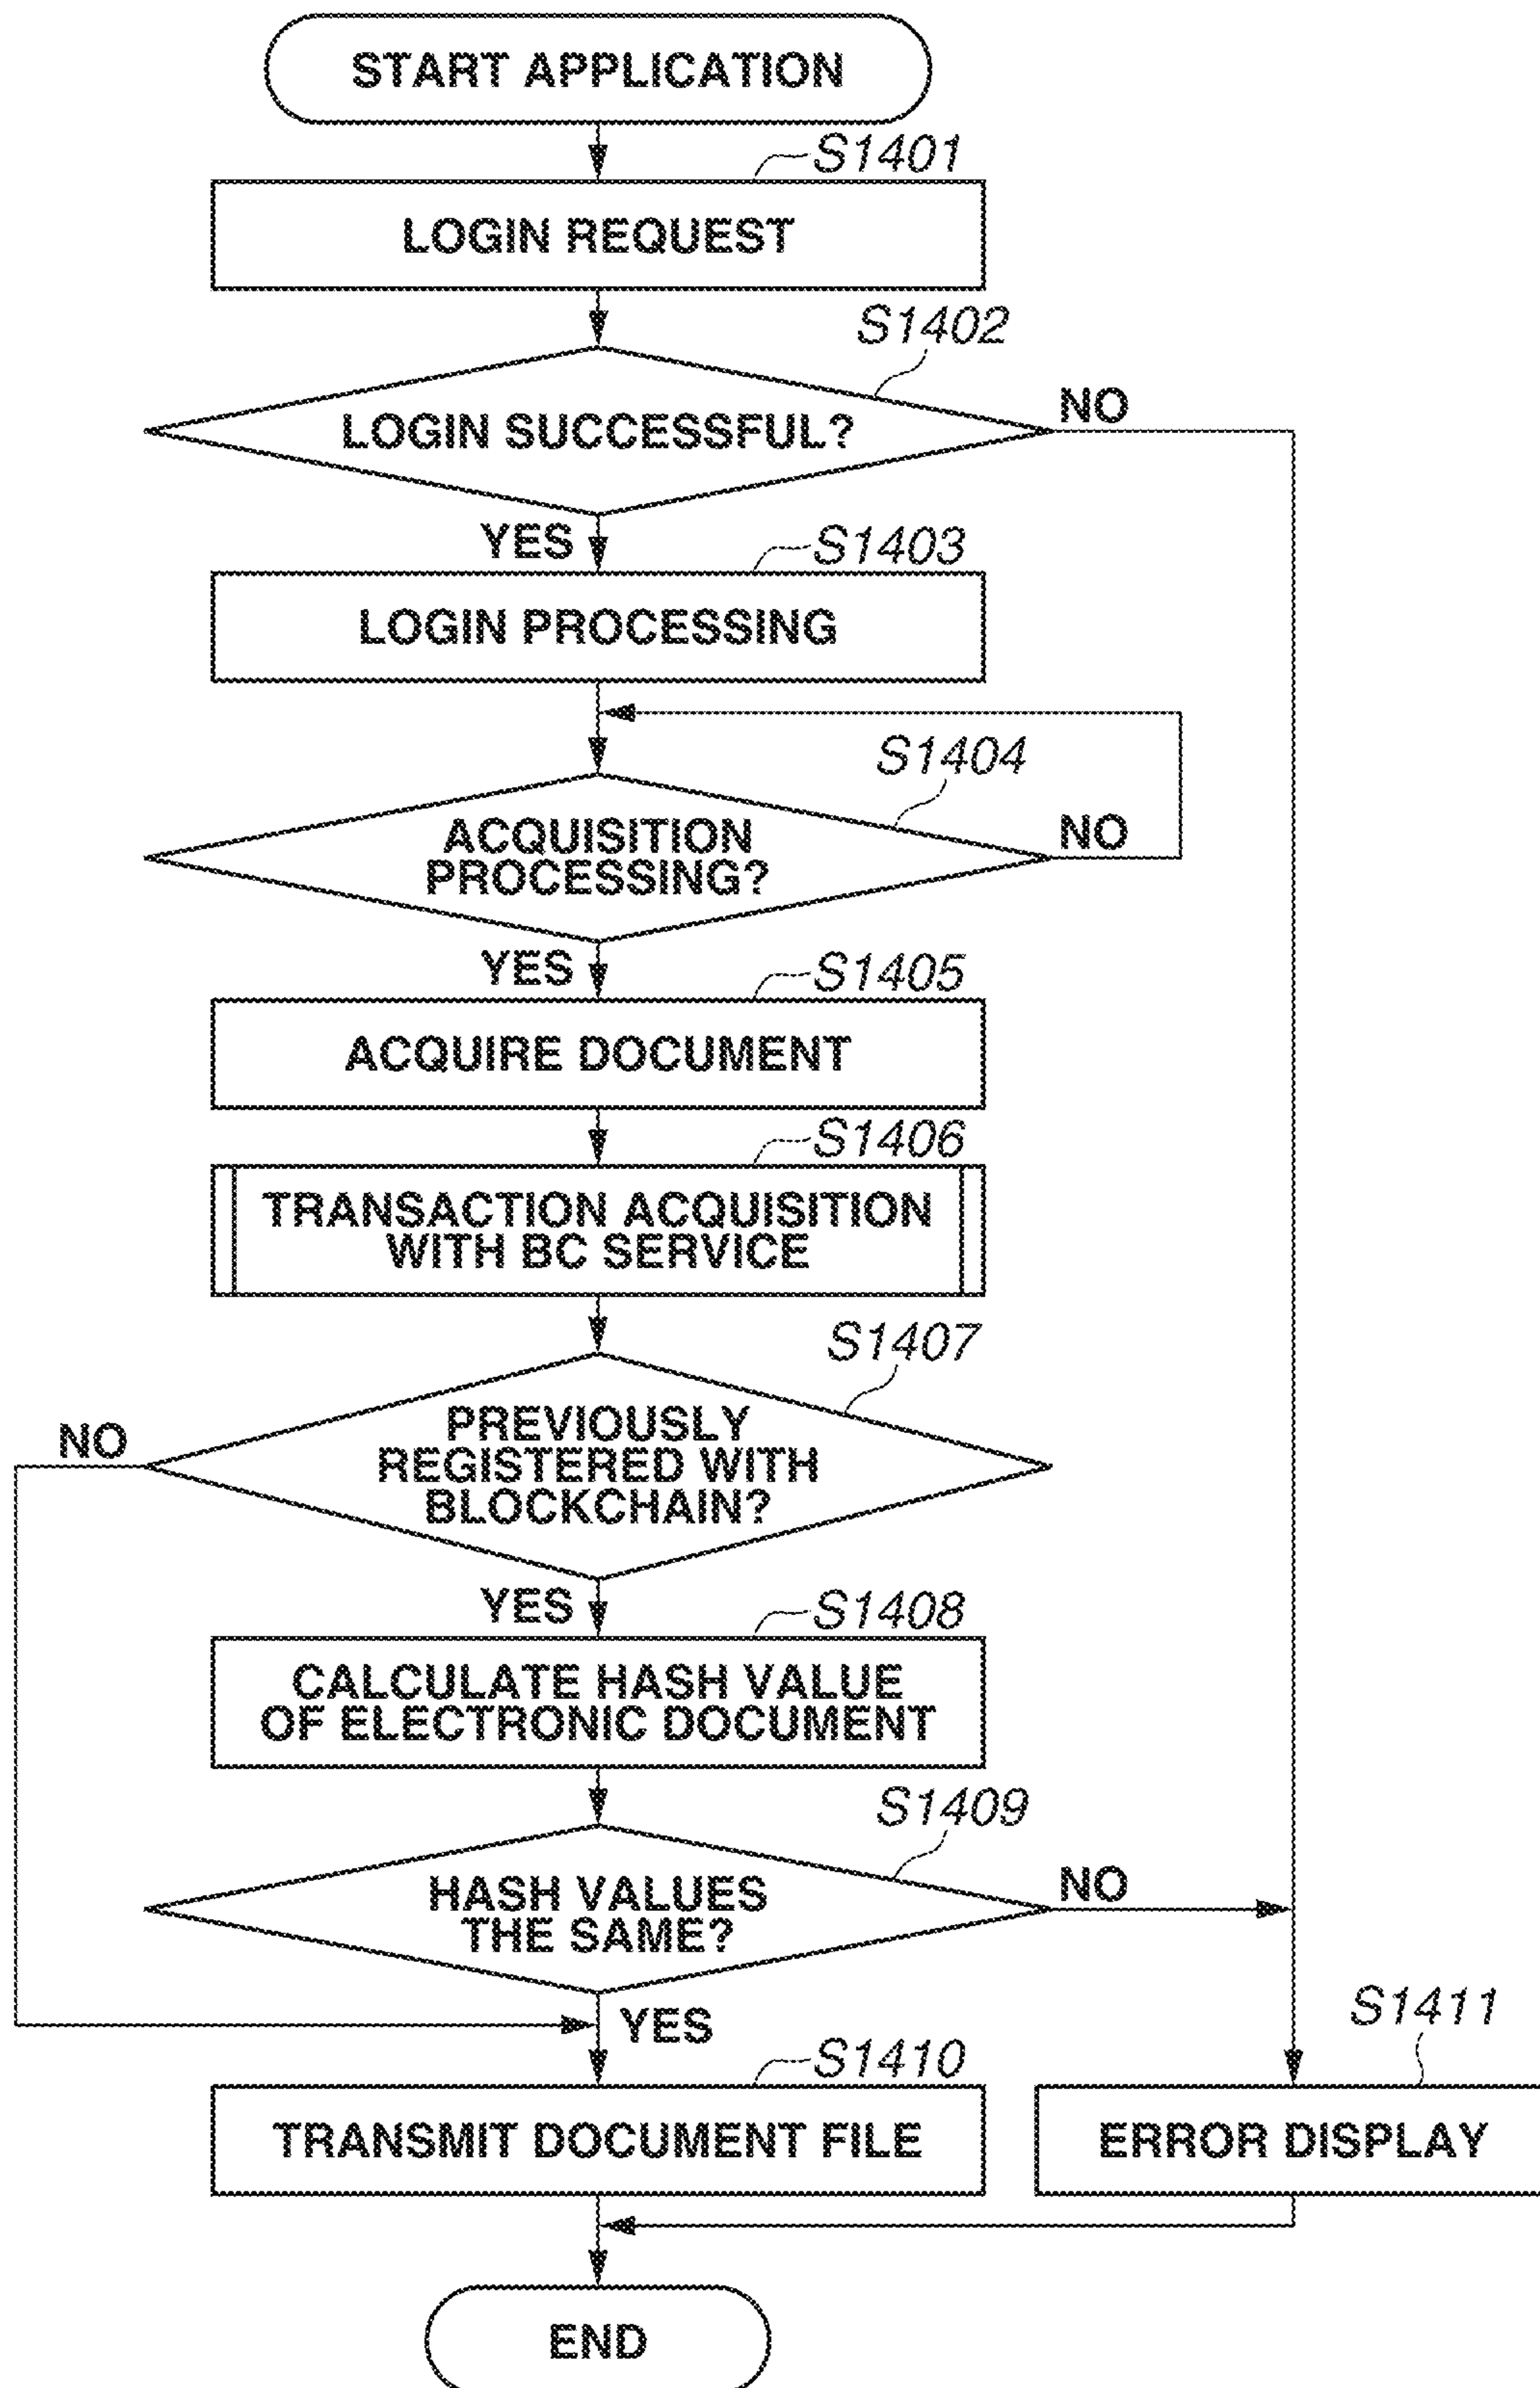 START APPLICATION
S1401
LOGIN REQUEST
S1402
LOGIN SUCCESSFUL?
NO
YES
S1403
LOGIN PROCESSING
S1404
ACQUISITION
PROCESSING?
NO
YES
S1405
ACQUIRE DOCUMENT
S1406
TRANSACTION ACQUISITION
WITH BC SERVICE
S1407
PREVIOUSLY
REGISTERED WITH
BLOCKCHAIN?
NO
YES
S1408
CALCULATE HASH VALUE
OF ELECTRONIC DOCUMENT
S1409
HASH VALUES
THE SAME?
NO
YES
S1410
TRANSMIT DOCUMENT FILE
S1411
ERROR DISPLAY
END